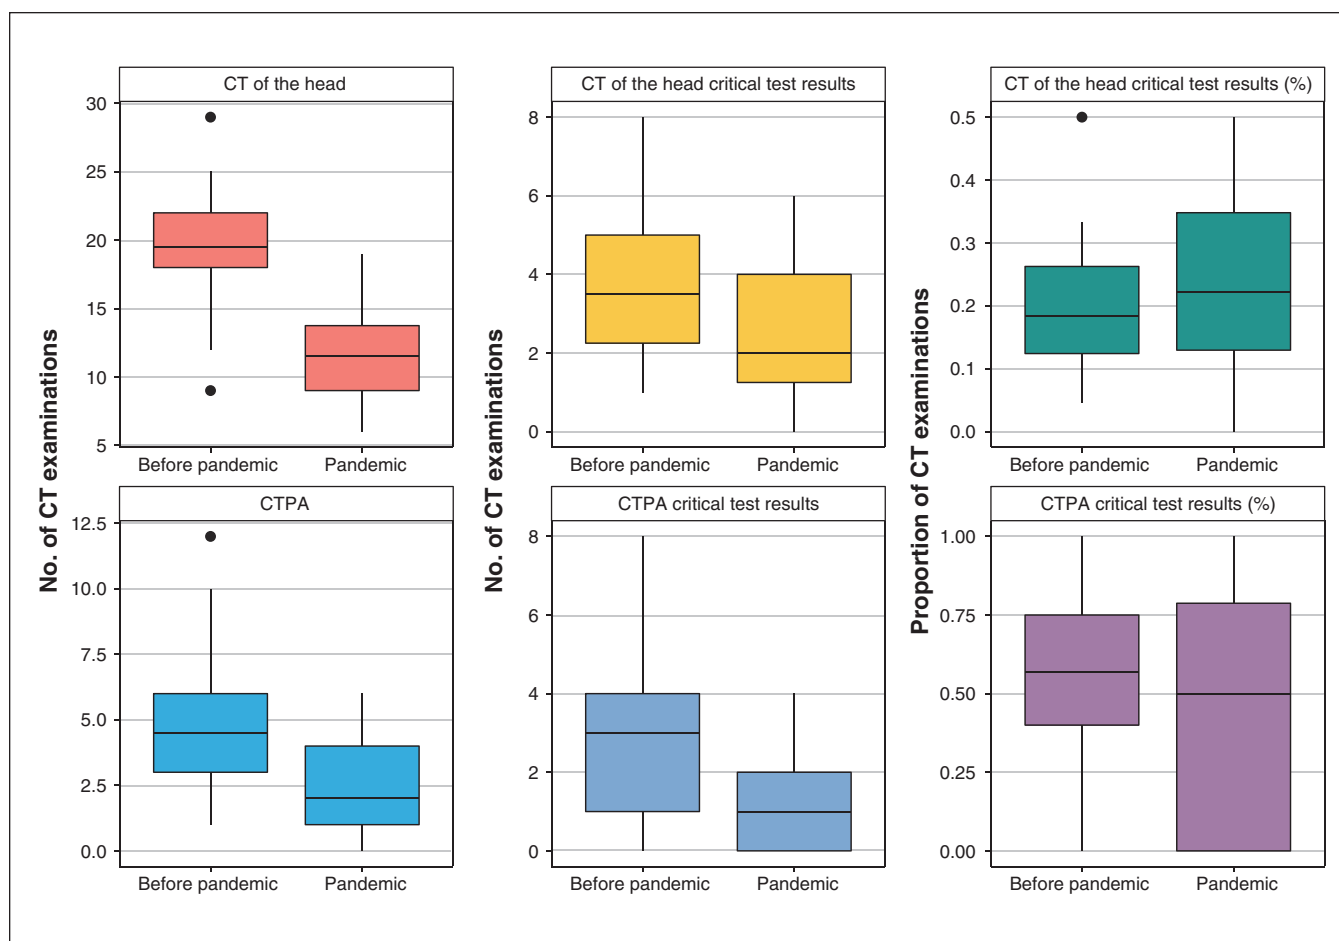 CT of the head
30
25
20
15
10
5
Before pandemic
Pandemic
No. of CT examinations
CTPA
12.5
10.0
7.5
5.0
2.5
0.0
Before pandemic
Pandemic
CT of the head critical test results
8
6
4
2
0
Before pandemic
Pandemic
No. of CT examinations
CTPA critical test results
8
6
4
2
0
Before pandemic
Pandemic
CT of the head critical test results (%)
0.5
0.4
0.3
0.2
0.1
0.0
Before pandemic
Pandemic
Proportion of CT examinations
CTPA critical test results (%)
1.00
0.75
0.50
0.25
0.00
Before pandemic
Pandemic